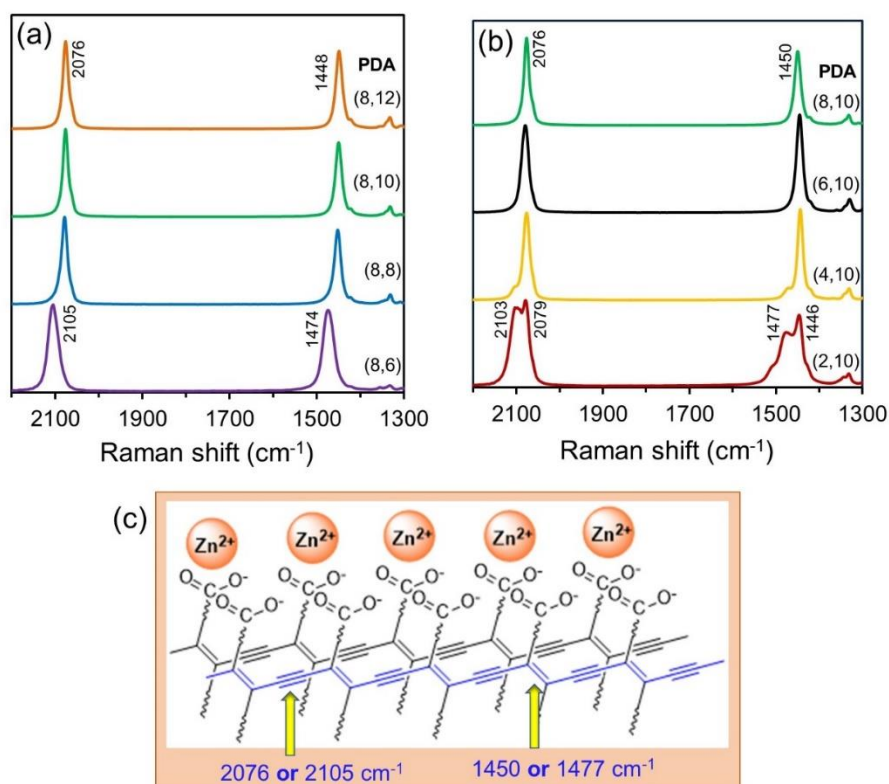 (a)
2076
1448
PDA
(8,12)
(8,10)
(8,8)
2105
1474
(8,6)
2100 1900 1700 1500 1300
Raman shift (cm⁻¹)
(b)
2076
1450
PDA
(8,10)
(6,10)
(4,10)
2103
2079
1477
1446
(2,10)
2100 1900 1700 1500 1300
Raman shift (cm⁻¹)
(c)
Zn²⁺ Zn²⁺ Zn²⁺ Zn²⁺ Zn²⁺
O C O⁻ O C O⁻ O C O⁻ O C O⁻ O C O⁻
O C O⁻ O C O⁻ O C O⁻ O C O⁻ O C O⁻
2076 or 2105 cm⁻¹ 1450 or 1477 cm⁻¹